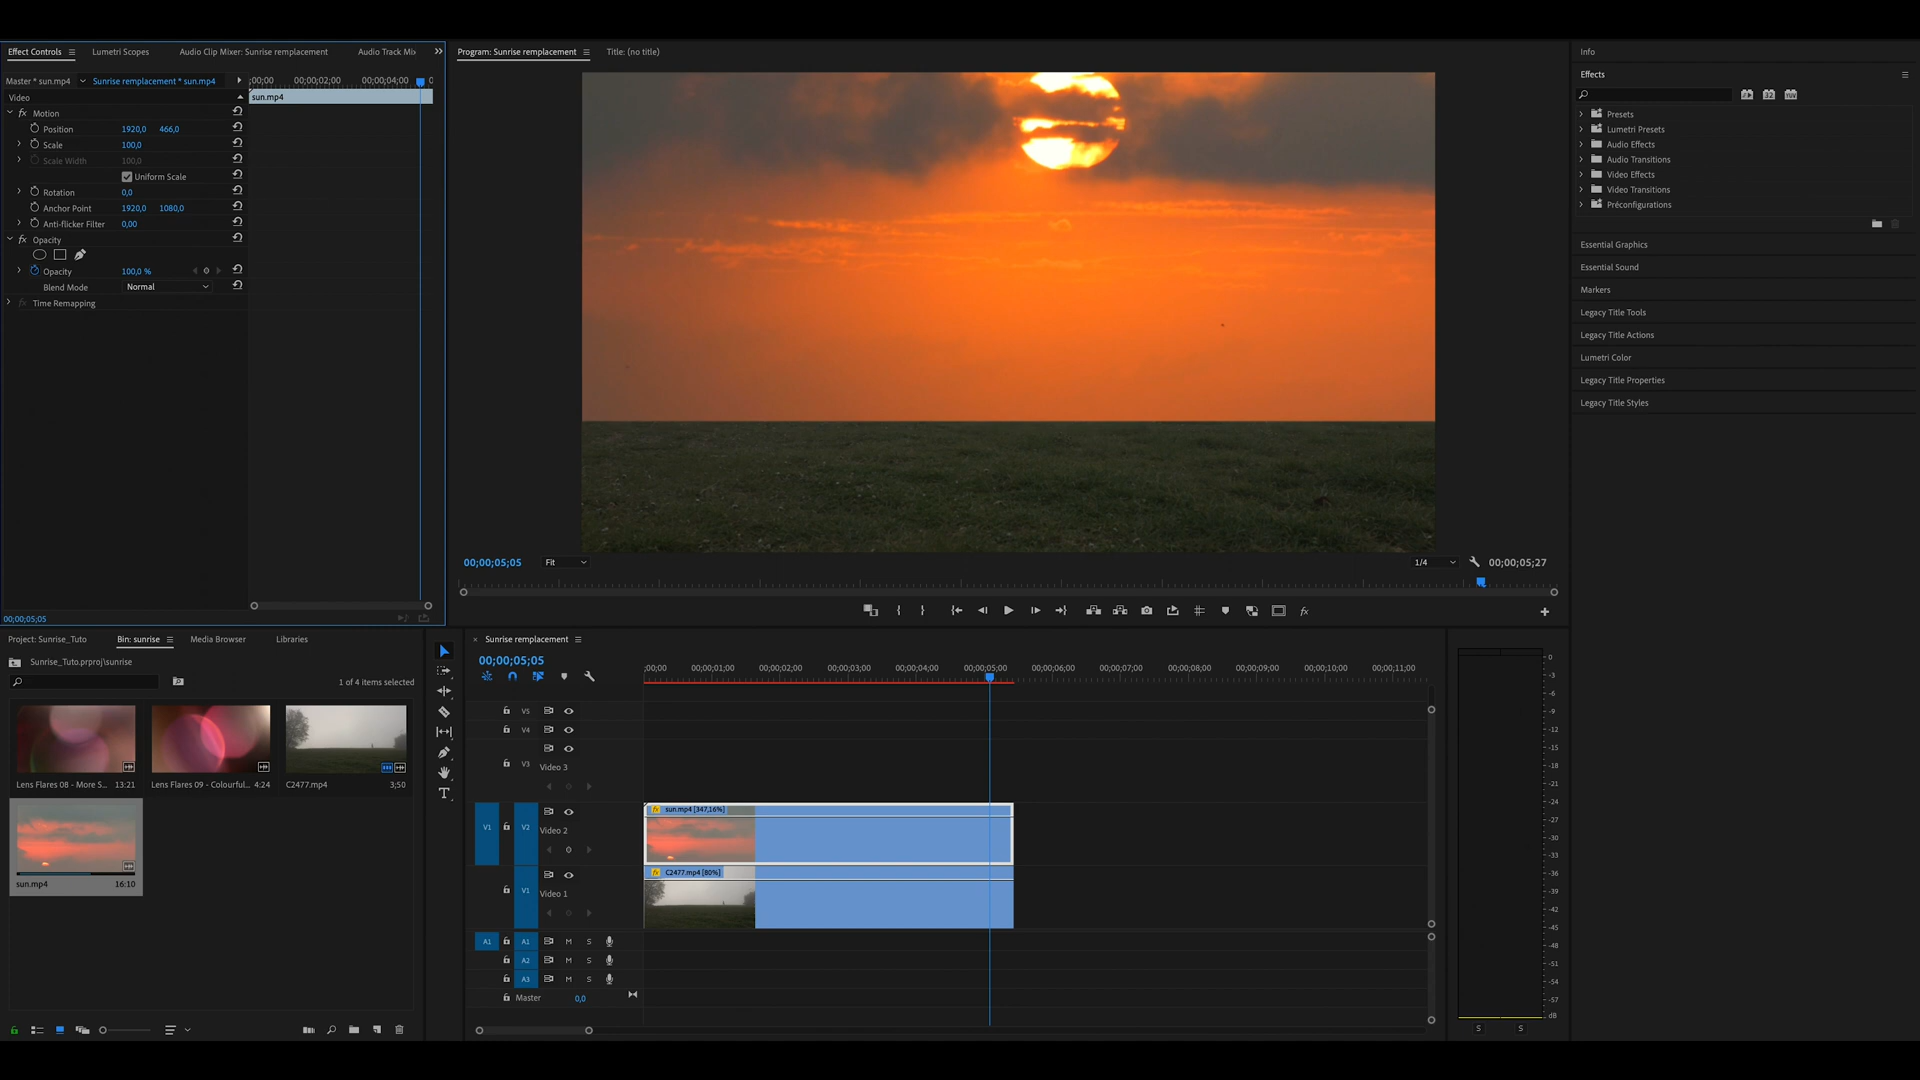 Effect Controls
Lumetri Scopes
Audio Clip Mixer: Sunrise remplacement
Audio Track Mix
Master * sun.mp4
Sunrise remplacement * sun.mp4
;00;00
00;00;02;00
00;00;04;00
0
Video
sun.mp4
fx Motion
Position 1920,0 466,0
Scale 100,0
Scale Width 100,0
Uniform Scale
Rotation 0,0
Anchor Point 1920,0 1080,0
Anti-flicker Filter 0,00
fx Opacity
Opacity 100,0 %
Blend Mode Normal
fx Time Remapping
00;00;05;05
Program: Sunrise remplacement
Title: (no title)
00;00;05;05
Fit
1/4
00;00;05;27
fx
Info
Effects
32
YUV
Presets
Lumetri Presets
Audio Effects
Audio Transitions
Video Effects
Video Transitions
Préconfigurations
Essential Graphics
Essential Sound
Markers
Legacy Title Tools
Legacy Title Actions
Lumetri Color
Legacy Title Properties
Legacy Title Styles
Project: Sunrise_Tuto
Bin: sunrise
Media Browser
Libraries
Sunrise_Tuto.prproj\sunrise
1 of 4 items selected
Lens Flares 08 - More S... 13:21
Lens Flares 09 - Colourful... 4:24
C2477.mp4 3;50
sun.mp4 16:10
T
× Sunrise remplacement
00;00;05;05
;00;00
00;00;01;00
00;00;02;00
00;00;03;00
00;00;04;00
00;00;05;00
00;00;06;00
00;00;07;00
00;00;08;00
00;00;09;00
00;00;10;00
00;00;11;00
V5
V4
V3 Video 3
V1 V2 Video 2
fx sun.mp4 [347,16%]
V1 Video 1
fx C2477.mp4 [80%]
A1 A1 M S
A2 M S
A3 M S
Master 0,0
0
-3
-6
-9
-12
-15
-18
-21
-24
-27
-30
-33
-36
-39
-42
-45
-48
-51
-54
-57
dB
S S